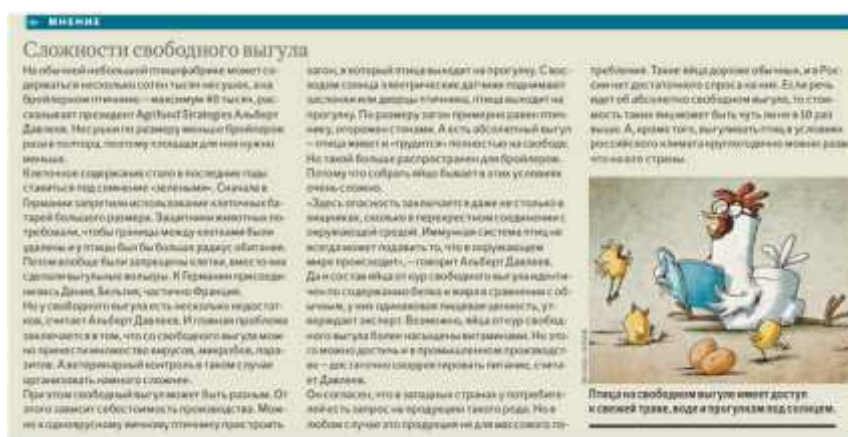 МНЕНИЕ
Сложности свободного выгула
На обычной небольшой птицефабрике может со-
держаться несколько сотен тысяч несушек, а на
бройлерном птичнике – максимум 40 тысяч, рас-
сказывает президент Agrifood Strategies Альберт
Давлеев. Несушки по размеру меньше бройлеров
раза в полтора, поэтому площади для них нужно
меньше.
Клеточное содержание стало в последние годы
ставиться под сомнение «зелеными». Сначала в
Германии запретили использование клеточных ба-
тарей большого размера. Защитники животных по-
требовали, чтобы границы между клетками были
удалены и у птицы был бы больше радиус обитания.
Потом вообще были запрещены клетки, вместо них
сделали выгульные вольеры. К Германии присоеди-
нились Дания, Бельгия, частично Франция.
Но у свободного выгула есть несколько недостат-
ков, считает Альберт Давлеев. И главная проблема
заключается в том, что со свободного выгула мож-
но принести множество вирусов, микробов, пара-
зитов. А ветеринарный контроль в таком случае
организовать намного сложнее.
При этом свободный выгул может быть разным. От
этого зависит себестоимость производства. Мож-
но к одноярусному яичному птичнику пристроить
загон, в который птица выходит на прогулку. С вос-
ходом солнца электрические датчики поднимают
заслонки или дверцы птичника, птица выходит на
прогулку. По размеру загон примерно равен птич-
нику, огорожен стенами. А есть абсолютный выгул
– птица живет и «трудится» полностью на свободе.
Но такой больше распространен для бройлеров.
Потому что собрать яйцо бывает в этих условиях
очень сложно.
«Здесь опасность заключается даже не столько в
хищниках, сколько в перекрестном соединении с
окружающей средой. Иммунная система птиц не
всегда может подавить то, что в окружающем
мире происходит», – говорит Альберт Давлеев.
Да и состав яйца от кур свободного выгула иденти-
чен по содержанию белка и жира в сравнении с об-
ычным, у них одинаковая пищевая ценность, ут-
верждает эксперт. Возможно, яйца от кур свобод-
ного выгула более насыщены витаминами. Но это-
го можно достичь и в промышленном производст-
ве – достаточно скорректировать питание, счита-
ет Давлеев.
Он согласен, что в западных странах у потребите-
лей есть запрос на продукции такого рода. Но в
любом случае это продукция не для массового по-
требления. Такие яйца дороже обычных, и в Рос-
сии нет достаточного спроса на них. Если речь
идет об абсолютно свободном выгуле, то стои-
мость таких яиц может быть чуть ли не в 10 раз
выше. А, кроме того, выгуливать птиц в условиях
российского климата круглогодично можно разве
что на юге страны.
Птица на свободном выгуле имеет доступ
к свежей траве, воде и прогулкам под солнцем.